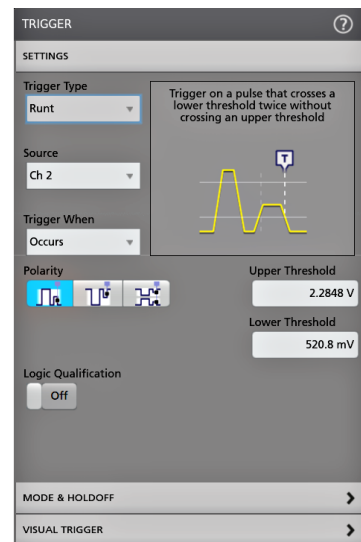 TRIGGER
?
SETTINGS
Trigger Type
Runt
Source
Ch 2
Trigger When
Occurs
Trigger on a pulse that crosses a
lower threshold twice without
crossing an upper threshold
T
Polarity
Upper Threshold
2.2848 V
Lower Threshold
520.8 mV
Logic Qualification
Off
MODE & HOLDOFF
VISUAL TRIGGER